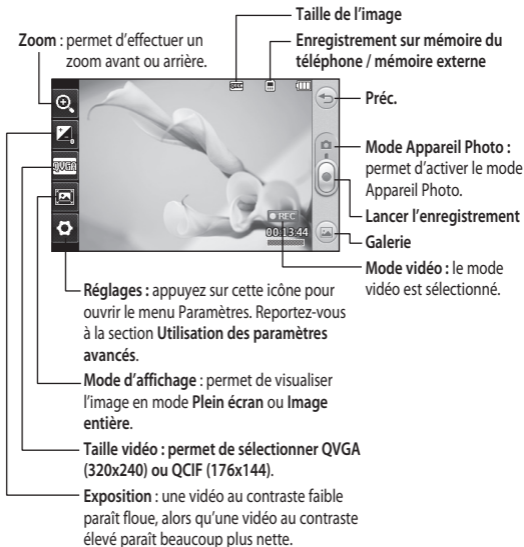 Taille de l'image
Zoom : permet d'effectuer un
zoom avant ou arrière.
Enregistrement sur mémoire du
téléphone / mémoire externe
Préc.
Mode Appareil Photo :
permet d'activer le mode
Appareil Photo.
Lancer l'enregistrement
Galerie
Mode vidéo : le mode
vidéo est sélectionné.
QVGA
REC
00:13:44
Réglages : appuyez sur cette icône pour
ouvrir le menu Paramètres. Reportez-vous
à la section Utilisation des paramètres
avancés.
Mode d'affichage : permet de visualiser
l'image en mode Plein écran ou Image
entière.
Taille vidéo : permet de sélectionner QVGA
(320x240) ou QCIF (176x144).
Exposition : une vidéo au contraste faible
paraît floue, alors qu'une vidéo au contraste
élevé paraît beaucoup plus nette.